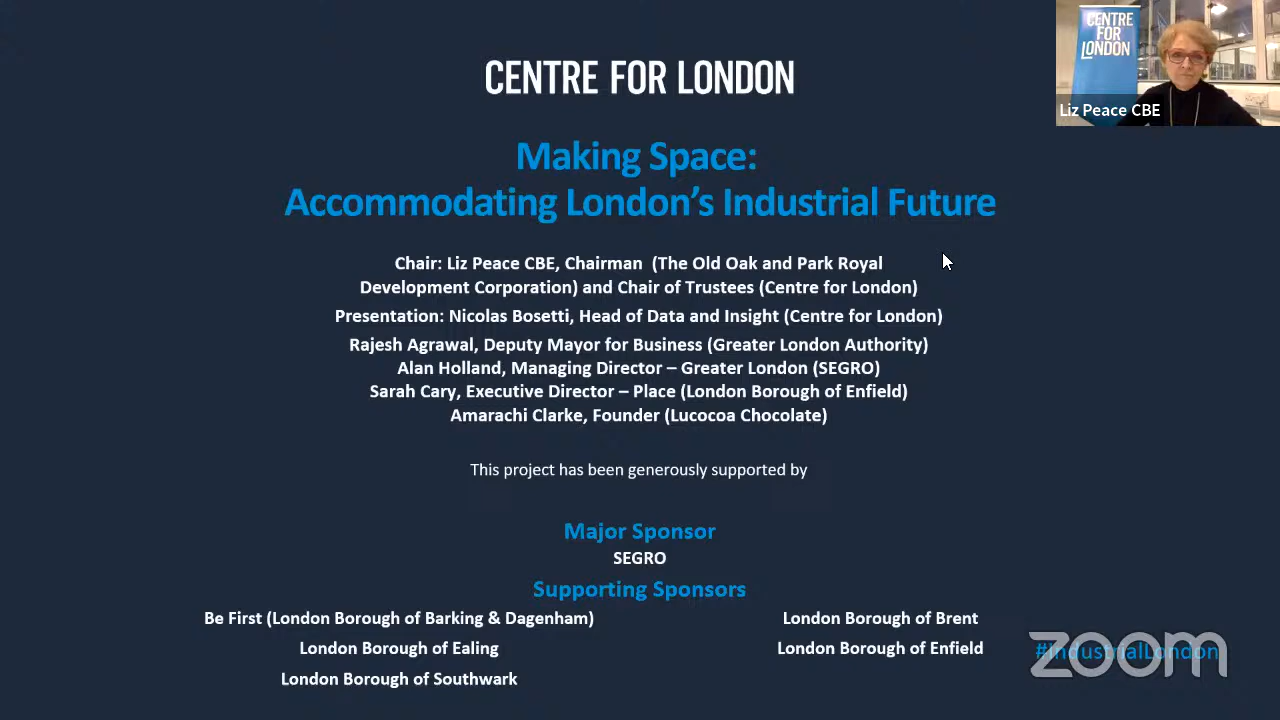 CENTRE FOR LONDON
CENTRE
FOR
LONDON
Liz Peace CBE
Making Space:
Accommodating London's Industrial Future
Chair: Liz Peace CBE, Chairman (The Old Oak and Park Royal
Development Corporation) and Chair of Trustees (Centre for London)
Presentation: Nicolas Bosetti, Head of Data and Insight (Centre for London)
Rajesh Agrawal, Deputy Mayor for Business (Greater London Authority)
Alan Holland, Managing Director – Greater London (SEGRO)
Sarah Cary, Executive Director – Place (London Borough of Enfield)
Amarachi Clarke, Founder (Lucocoa Chocolate)
This project has been generously supported by
Major Sponsor
SEGRO
Supporting Sponsors
Be First (London Borough of Barking & Dagenham)
London Borough of Brent
London Borough of Ealing
London Borough of Enfield
#IndustrialLondon
zoom
London Borough of Southwark